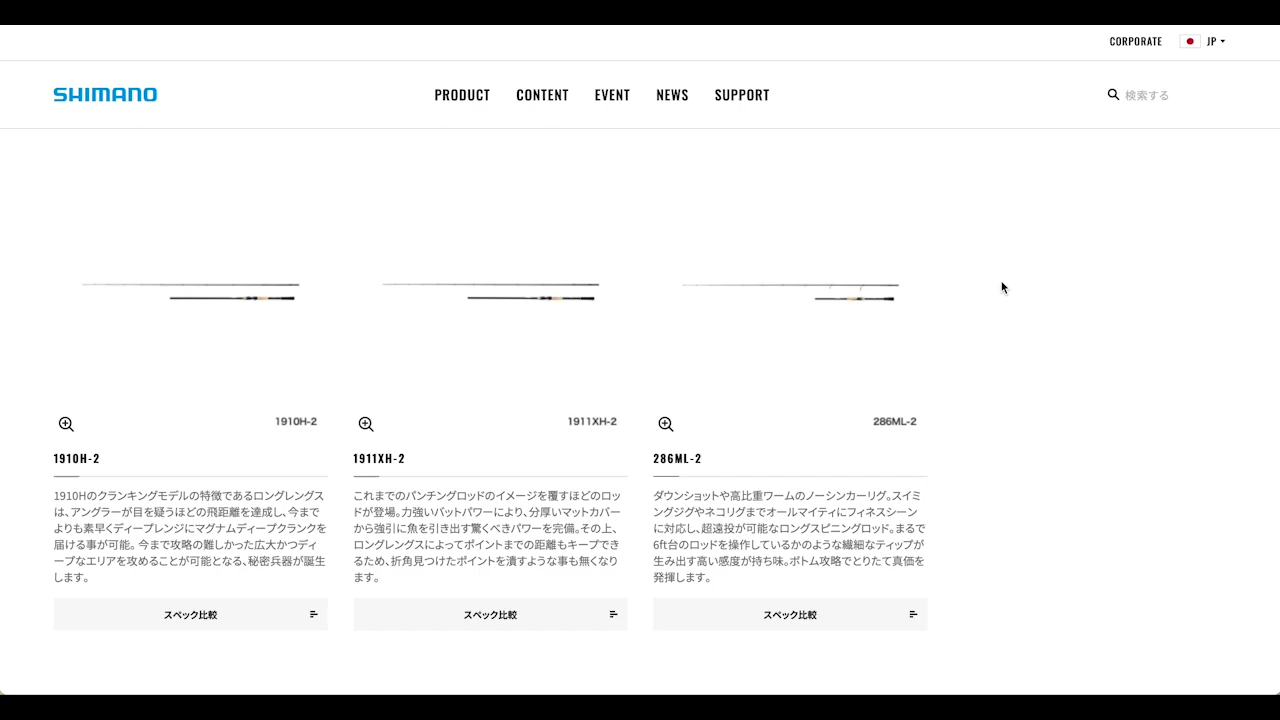 CORPORATE JP
SHIMANO PRODUCT CONTENT EVENT NEWS SUPPORT 検索する
1910H-2
1910H-2
1910Hのクランキングモデルの特徴であるロングレングス
は、アングラーが目を疑うほどの飛距離を達成し、今まで
よりも素早くディープレンジにマグナムディープクランクを
届ける事が可能。今まで攻略の難しかった広大かつディ
ープなエリアを攻めることが可能となる、秘密兵器が誕生
します。
スペック比較
1911XH-2
1911XH-2
これまでのパンチングロッドのイメージを覆すほどのロッ
ドが登場。力強いバットパワーにより、分厚いマットカバー
から強引に魚を引き出す驚くべきパワーを完備。その上、
ロングレングスによってポイントまでの距離もキープでき
るため、折角見つけたポイントを潰すような事も無くなり
ます。
スペック比較
286ML-2
286ML-2
ダウンショットや高比重ワームのノーシンカーリグ。スイミ
ングジグやネコリグまでオールマイティにフィネスシーン
に対応し、超遠投が可能なロングスピニングロッド。まるで
6ft台のロッドを操作しているかのような繊細なティップが
生み出す高い感度が持ち味。ボトム攻略でとりたて真価を
発揮します。
スペック比較